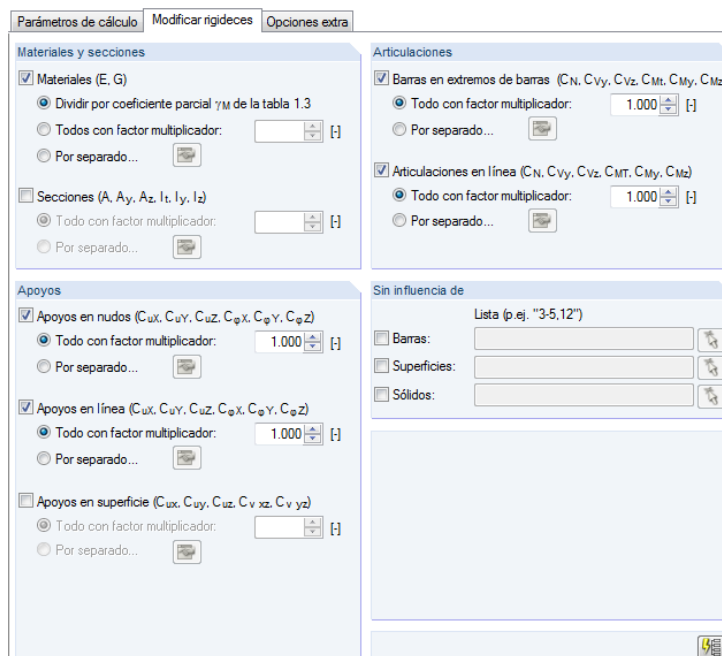 Parámetros de cálculo Modificar rigideces Opciones extra
Materiales y secciones
Materiales (E, G)
Dividir por coeficiente parcial γM de la tabla 1.3
Todos con factor multiplicador: [-]
Por separado...
Secciones (A, Ay, Az, It, Iy, Iz)
Todo con factor multiplicador: [-]
Por separado...
Articulaciones
Barras en extremos de barras (CN, CVy, CVz, CMt, CMy, CMz
Todo con factor multiplicador: 1.000 [-]
Por separado...
Articulaciones en línea (CN, CVy, CVz, CMT, CMy, CMz)
Todo con factor multiplicador: 1.000 [-]
Por separado...
Apoyos
Apoyos en nudos (CuX, CuY, CuZ, CφX, CφY, CφZ)
Todo con factor multiplicador: 1.000 [-]
Por separado...
Apoyos en línea (CuX, CuY, CuZ, CφX, CφY, CφZ)
Todo con factor multiplicador: 1.000 [-]
Por separado...
Apoyos en superficie (Cux, Cuy, Cuz, Cv xz, Cv yz)
Todo con factor multiplicador: [-]
Por separado...
Sin influencia de
Lista (p.ej. "3-5,12")
Barras:
Superficies:
Sólidos: